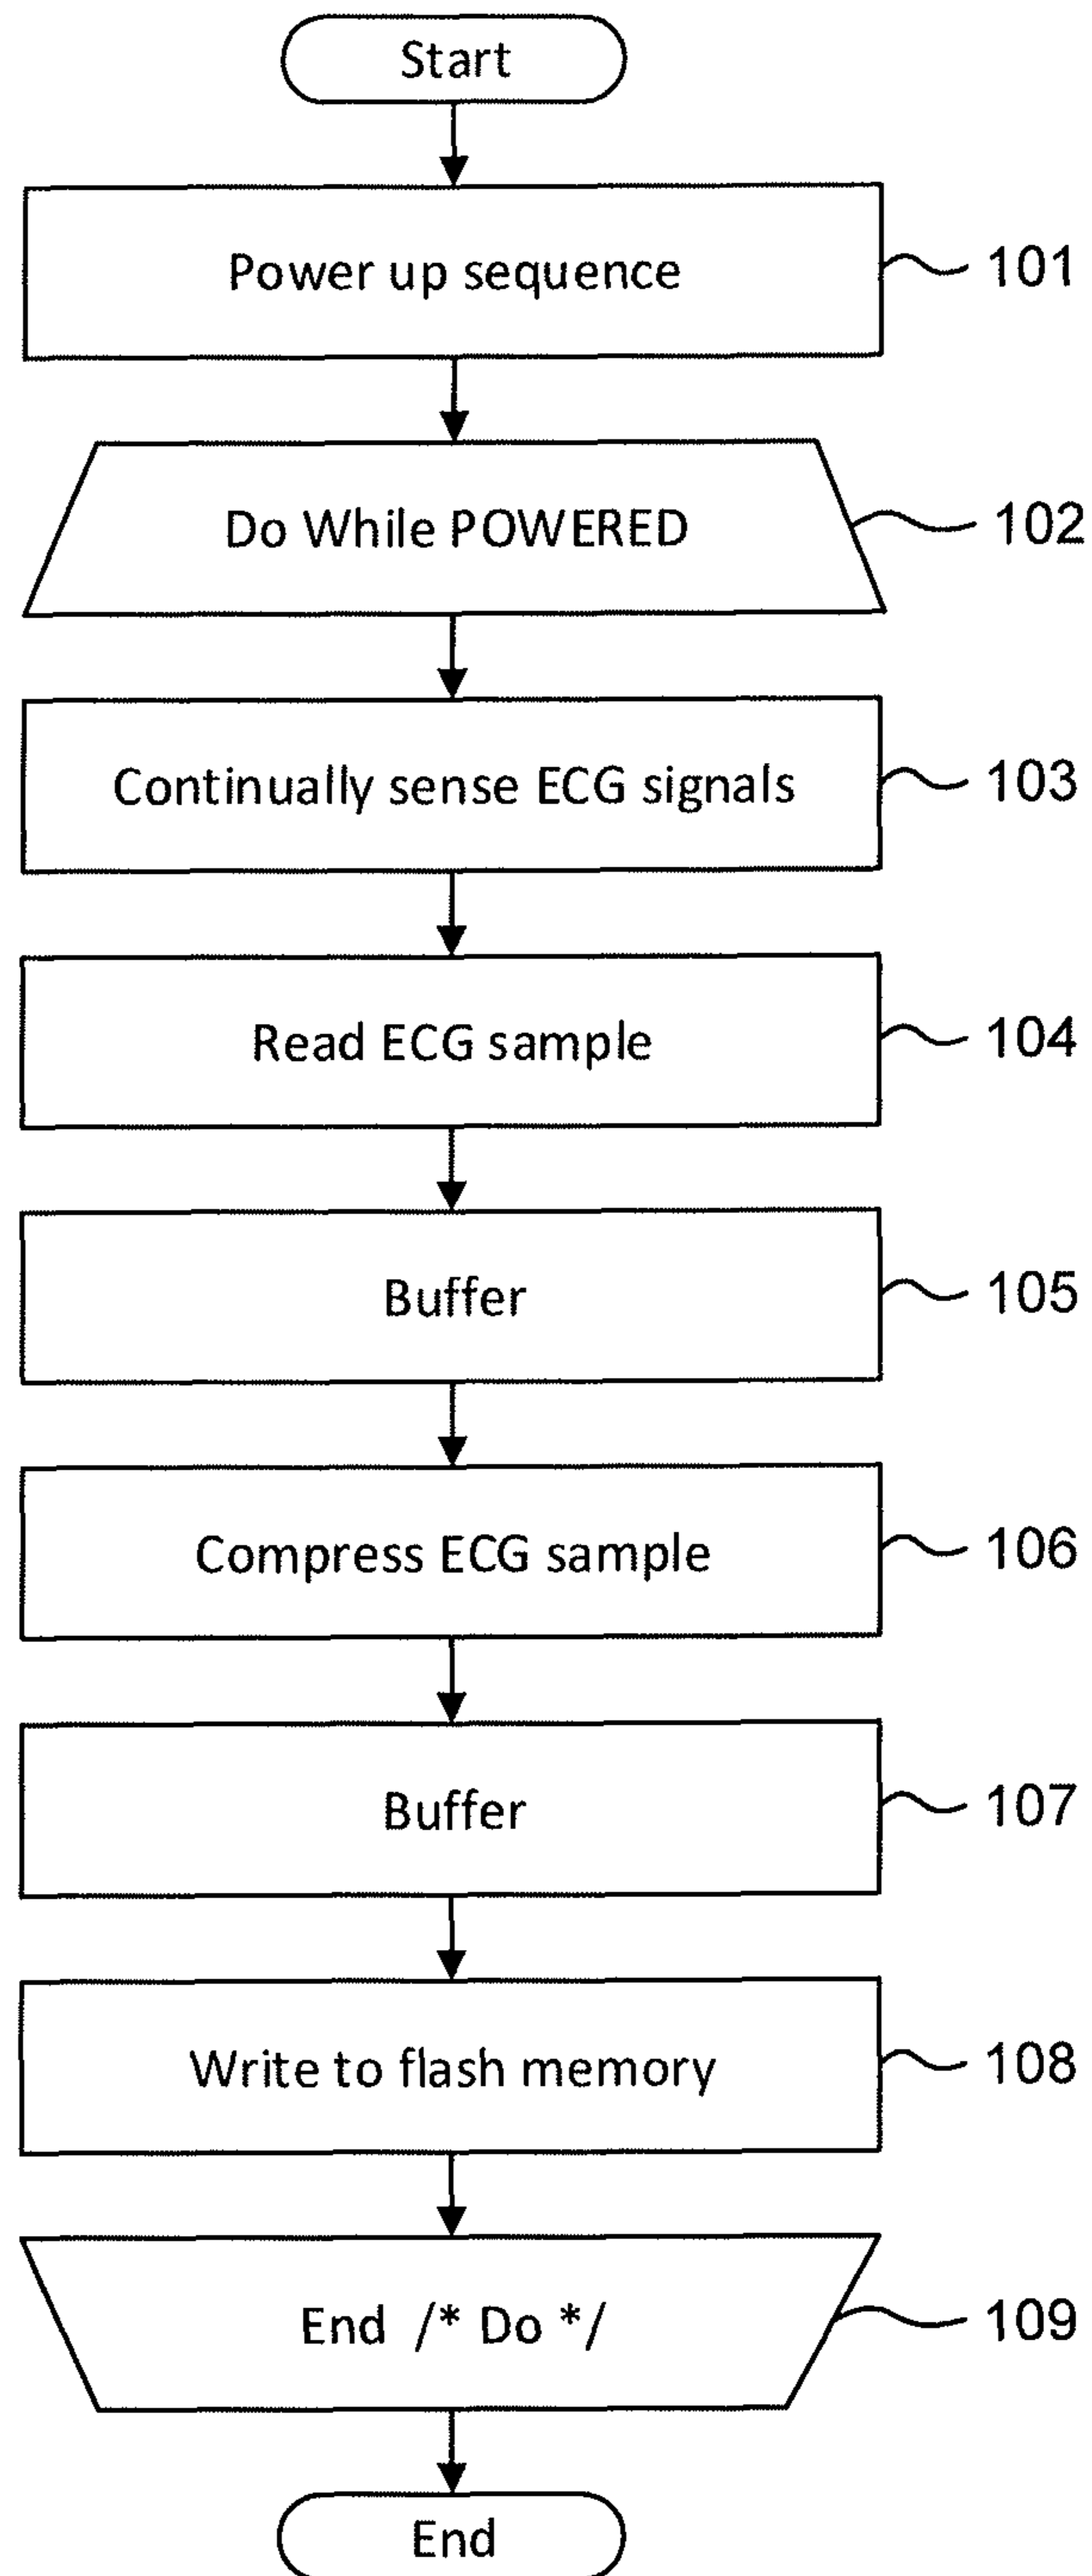 Start
Power up sequence 101
Do While POWERED 102
Continually sense ECG signals 103
Read ECG sample 104
Buffer 105
Compress ECG sample 106
Buffer 107
Write to flash memory 108
End /* Do */ 109
End